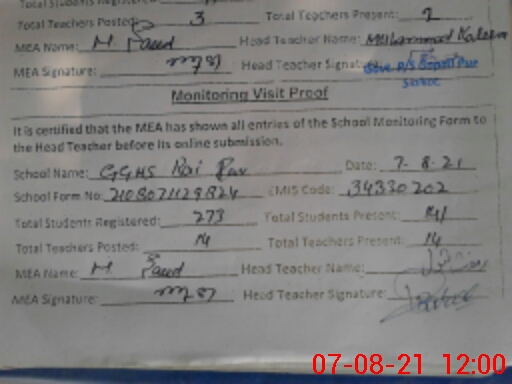 Total Students Registered:
Total Teachers Posted: 3 Total Teachers Present: 2
MEA Name: M. Saud Head Teacher Name: Muhammad Kaleem
MEA Signature: Head Teacher Signature:
Govt. P/S
Monitoring Visit Proof
It is certified that the MEA has shown all entries of the School Monitoring Form to
the Head Teacher before its online submission.
School Name: GGHS Rai Pur Date: 7-8-21
School Form No: 2108071129824 EMIS Code: 34330202
Total Students Registered: 273 Total Students Present:
Total Teachers Posted: 14 Total Teachers Present: 14
MEA Name: M Saud Head Teacher Name:
MEA Signature: Head Teacher Signature:
07-08-21 12:00